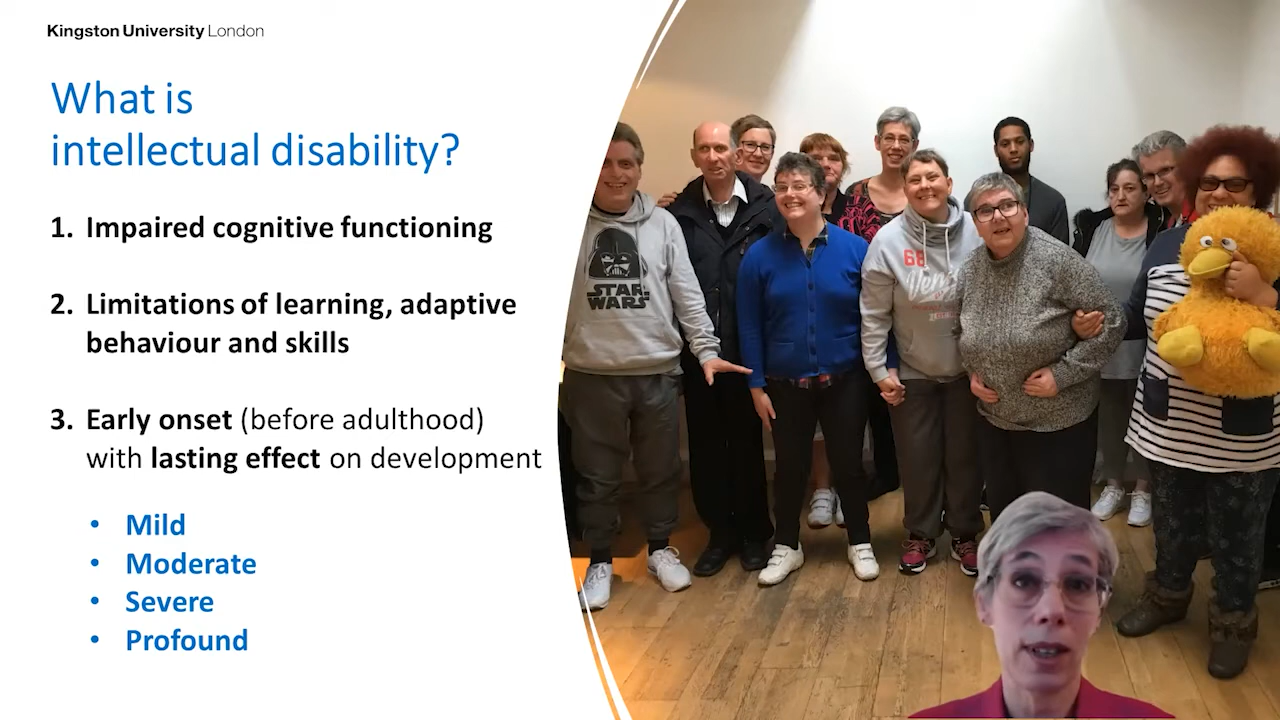 Kingston University London
What is
intellectual disability?
1. Impaired cognitive functioning
2. Limitations of learning, adaptive
behaviour and skills
3. Early onset (before adulthood)
with lasting effect on development
• Mild
• Moderate
• Severe
• Profound
STAR
WARS
68